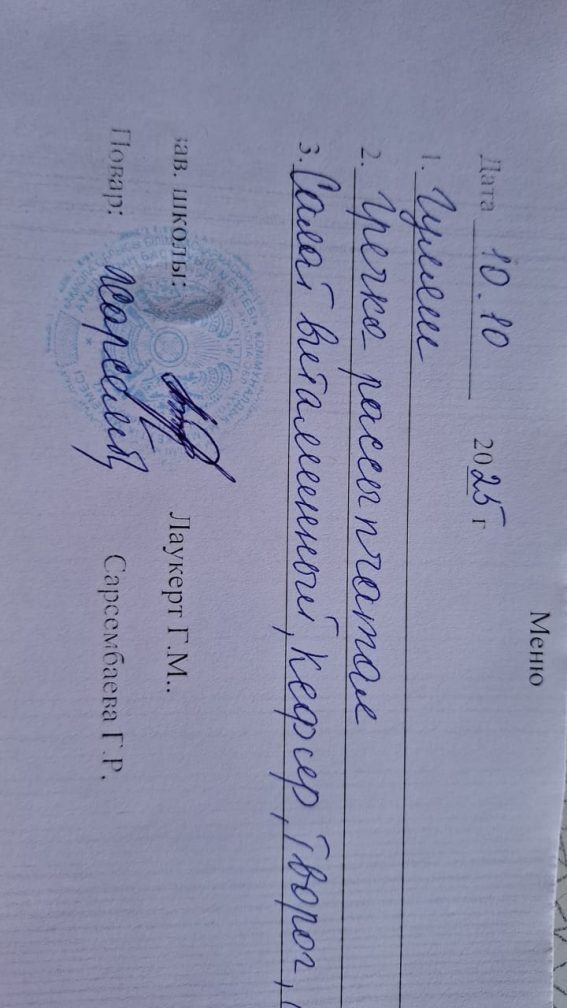 Меню
Дата 10.10 2025 г
1. Гуляш
2. Гречка рассыпчатая
3. Салат витаминный, Кефир, Творог,
зав. школы: Лаукерт Г.М..
Повар: Сарсембаева Г.Р.